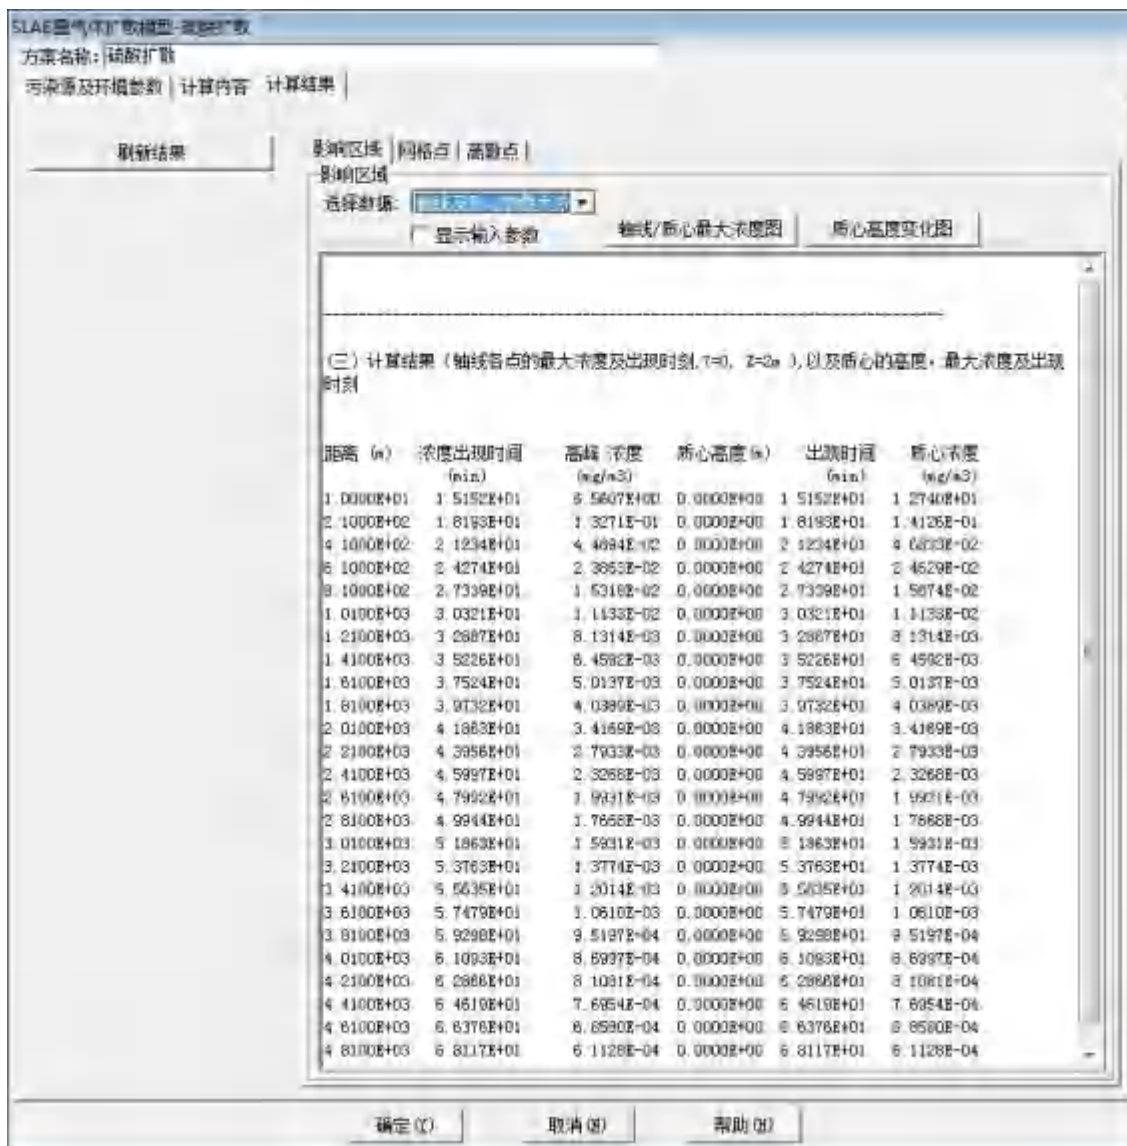 SLAB重气体扩散模型-硫酸扩散
方案名称: 硫酸扩散
污染源及环境参数 计算内容 计算结果
刷新结果
影响区域 网格点 离散点
影响区域
选择数据:
显示输入参数 轴线/质心最大浓度图 质心高度变化图
(三) 计算结果 (轴线各点的最大浓度及出现时刻,Y=0, Z=2m ),以及质心的高度,最大浓度及出现
时刻
距离 (m) 浓度出现时间 高峰 浓度 质心高度(m) 出现时间 质心浓度
(min) (mg/m3) (min) (mg/m3)
1.0000E+01 1.5152E+01 6.5607E+00 0.0000E+00 1.5152E+01 1.2740E+01
2.1000E+02 1.8193E+01 1.3271E-01 0.0000E+00 1.8193E+01 1.4126E-01
4.1000E+02 2.1234E+01 0.0000E+00 2.1234E+01
6.1000E+02 2.4274E+01 0.0000E+00 2.4274E+01 2.4529E-02
8.1000E+02 2.7339E+01 1.5318E-02 0.0000E+00 2.7339E+01 1.5674E-02
1.0100E+03 3.0321E+01 1.1133E-02 0.0000E+00 3.0321E+01 1.1133E-02
1.2100E+03 3.2887E+01 8.1314E-03 0.0000E+00 3.2887E+01 8.1314E-03
1.4100E+03 3.5226E+01 6.4592E-03 0.0000E+00 3.5226E+01 6.4592E-03
1.6100E+03 3.7524E+01 5.0137E-03 0.0000E+00 3.7524E+01 5.0137E-03
1.8100E+03 3.9732E+01 4.0389E-03 0.0000E+00 3.9732E+01 4.0389E-03
2.0100E+03 4.1863E+01 3.4169E-03 0.0000E+00 4.1863E+01 3.4169E-03
2.2100E+03 4.3956E+01 2.7933E-03 0.0000E+00 4.3956E+01 2.7933E-03
2.4100E+03 4.5997E+01 2.3268E-03 0.0000E+00 4.5997E+01 2.3268E-03
2.6100E+03 4.7992E+01 1.9931E-03 0.0000E+00 4.7992E+01 1.9931E-03
2.8100E+03 4.9944E+01 1.7668E-03 0.0000E+00 4.9944E+01 1.7668E-03
3.0100E+03 5.1863E+01 1.5931E-03 0.0000E+00 5.1863E+01 1.5931E-03
3.2100E+03 5.3763E+01 1.3774E-03 0.0000E+00 5.3763E+01 1.3774E-03
3.4100E+03 5.5635E+01 1.2014E-03 0.0000E+00 5.5635E+01 1.2014E-03
3.6100E+03 5.7479E+01 1.0610E-03 0.0000E+00 5.7479E+01 1.0610E-03
3.8100E+03 5.9298E+01 9.5197E-04 0.0000E+00 5.9298E+01 9.5197E-04
4.0100E+03 6.1093E+01 8.6997E-04 0.0000E+00 6.1093E+01 8.6997E-04
4.2100E+03 6.2866E+01 8.1081E-04 0.0000E+00 6.2866E+01 8.1081E-04
4.4100E+03 6.4619E+01 7.6954E-04 0.0000E+00 6.4619E+01 7.6954E-04
4.6100E+03 6.6376E+01 6.8580E-04 0.0000E+00 6.6376E+01 6.8580E-04
4.8100E+03 6.8117E+01 6.1128E-04 0.0000E+00 6.8117E+01 6.1128E-04
确定(Y) 取消(N) 帮助(H)